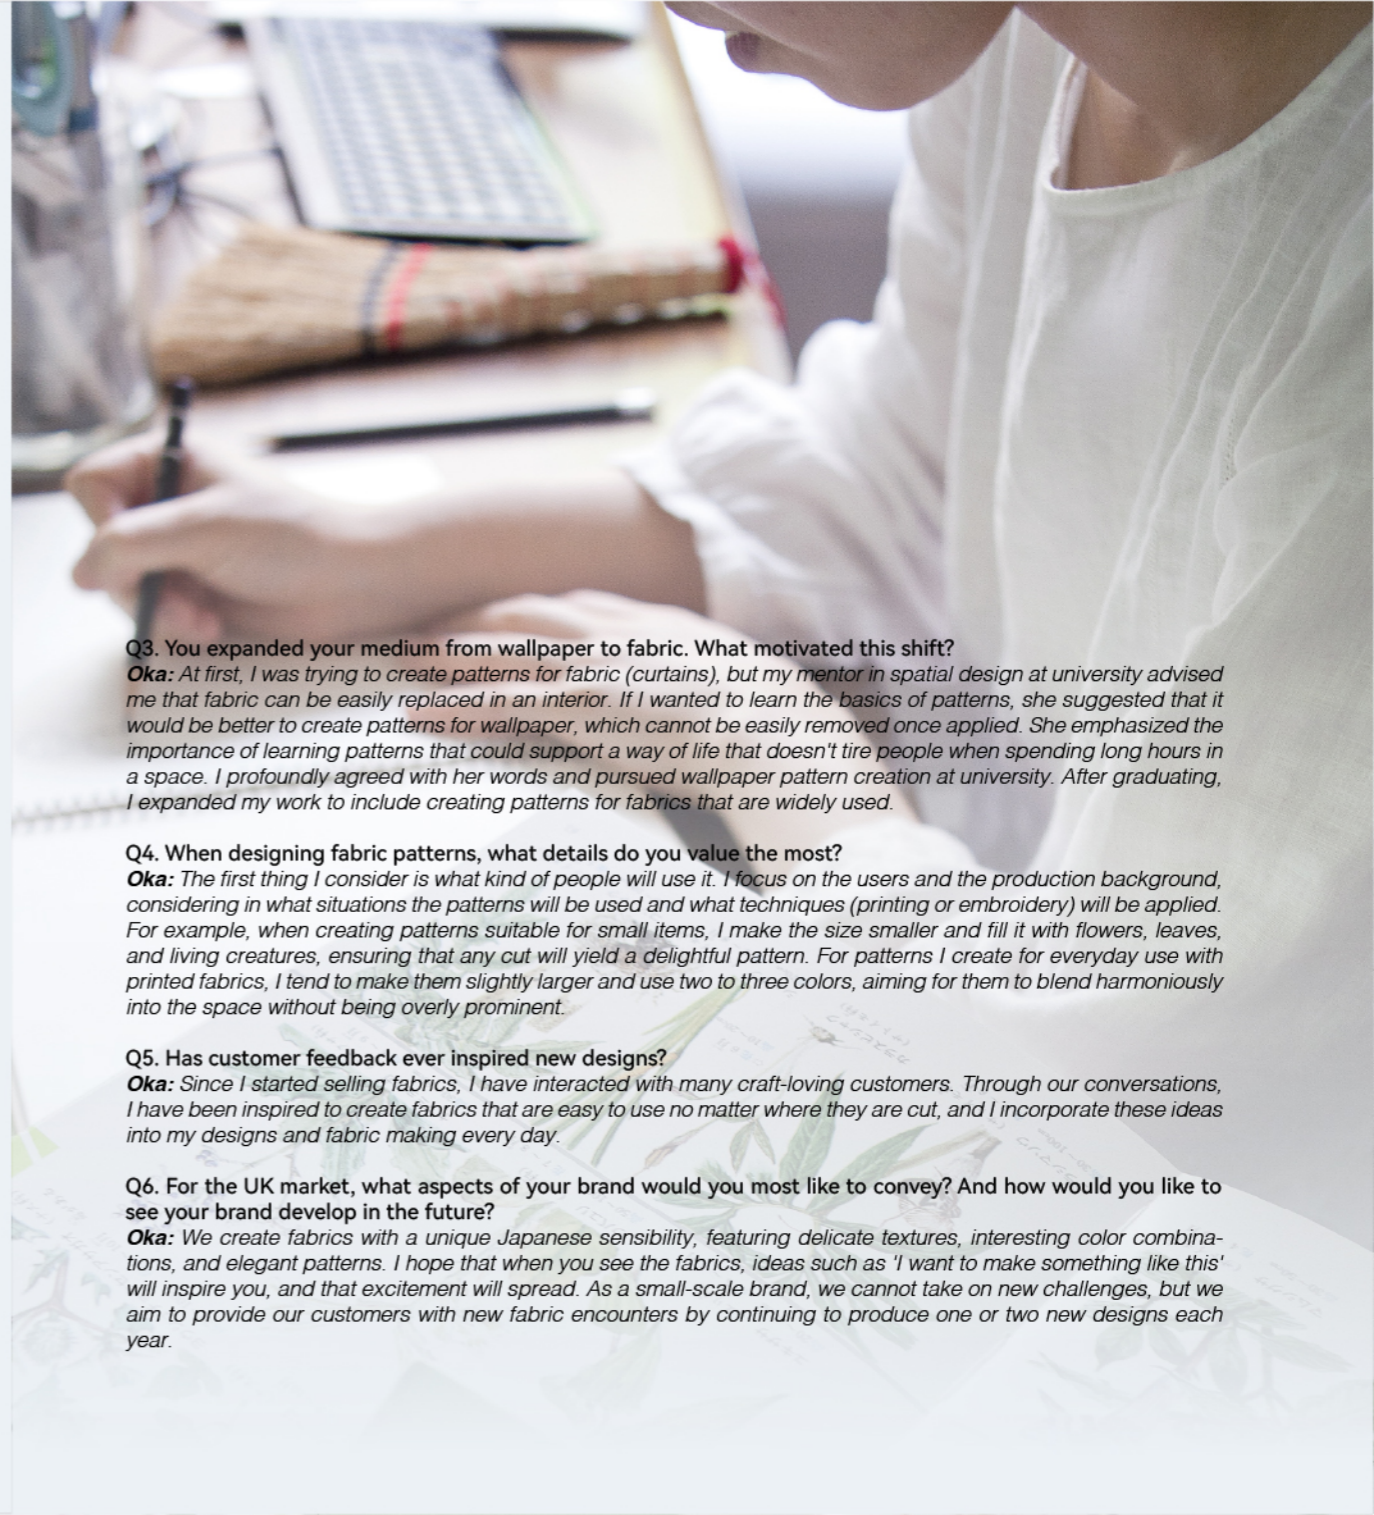 Q3. You expanded your medium from wallpaper to fabric. What motivated this shift?
Oka: At first, I was trying to create patterns for fabric (curtains), but my mentor in spatial design at university advised
me that fabric can be easily replaced in an interior. If I wanted to learn the basics of patterns, she suggested that it
would be better to create patterns for wallpaper, which cannot be easily removed once applied. She emphasized the
importance of learning patterns that could support a way of life that doesn't tire people when spending long hours in
a space. I profoundly agreed with her words and pursued wallpaper pattern creation at university. After graduating,
I expanded my work to include creating patterns for fabrics that are widely used.
Q4. When designing fabric patterns, what details do you value the most?
Oka: The first thing I consider is what kind of people will use it. I focus on the users and the production background,
considering in what situations the patterns will be used and what techniques (printing or embroidery) will be applied.
For example, when creating patterns suitable for small items, I make the size smaller and fill it with flowers, leaves,
and living creatures, ensuring that any cut will yield a delightful pattern. For patterns I create for everyday use with
printed fabrics, I tend to make them slightly larger and use two to three colors, aiming for them to blend harmoniously
into the space without being overly prominent.
Q5. Has customer feedback ever inspired new designs?
Oka: Since I started selling fabrics, I have interacted with many craft-loving customers. Through our conversations,
I have been inspired to create fabrics that are easy to use no matter where they are cut, and I incorporate these ideas
into my designs and fabric making every day.
Q6. For the UK market, what aspects of your brand would you most like to convey? And how would you like to
see your brand develop in the future?
Oka: We create fabrics with a unique Japanese sensibility, featuring delicate textures, interesting color combina-
tions, and elegant patterns. I hope that when you see the fabrics, ideas such as 'I want to make something like this'
will inspire you, and that excitement will spread. As a small-scale brand, we cannot take on new challenges, but we
aim to provide our customers with new fabric encounters by continuing to produce one or two new designs each
year.